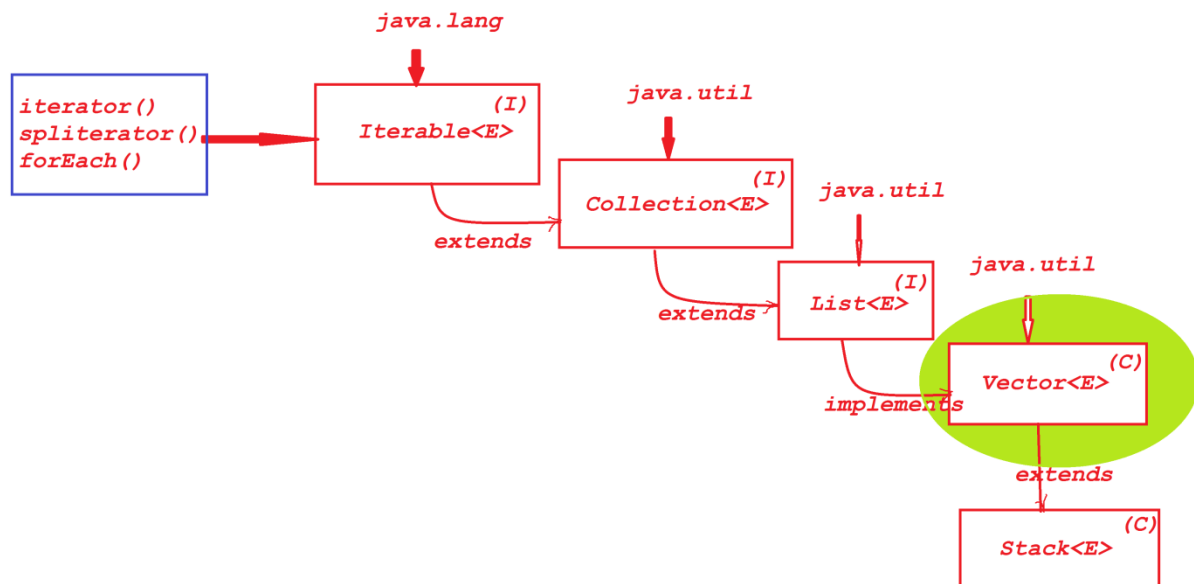 java.lang
iterator()
spliterator()
forEach()
(I)
Iterable<E>
java.util
(I)
Collection<E>
extends
java.util
(I)
List<E>
extends
java.util
(C)
Vector<E>
implements
extends
(C)
Stack<E>